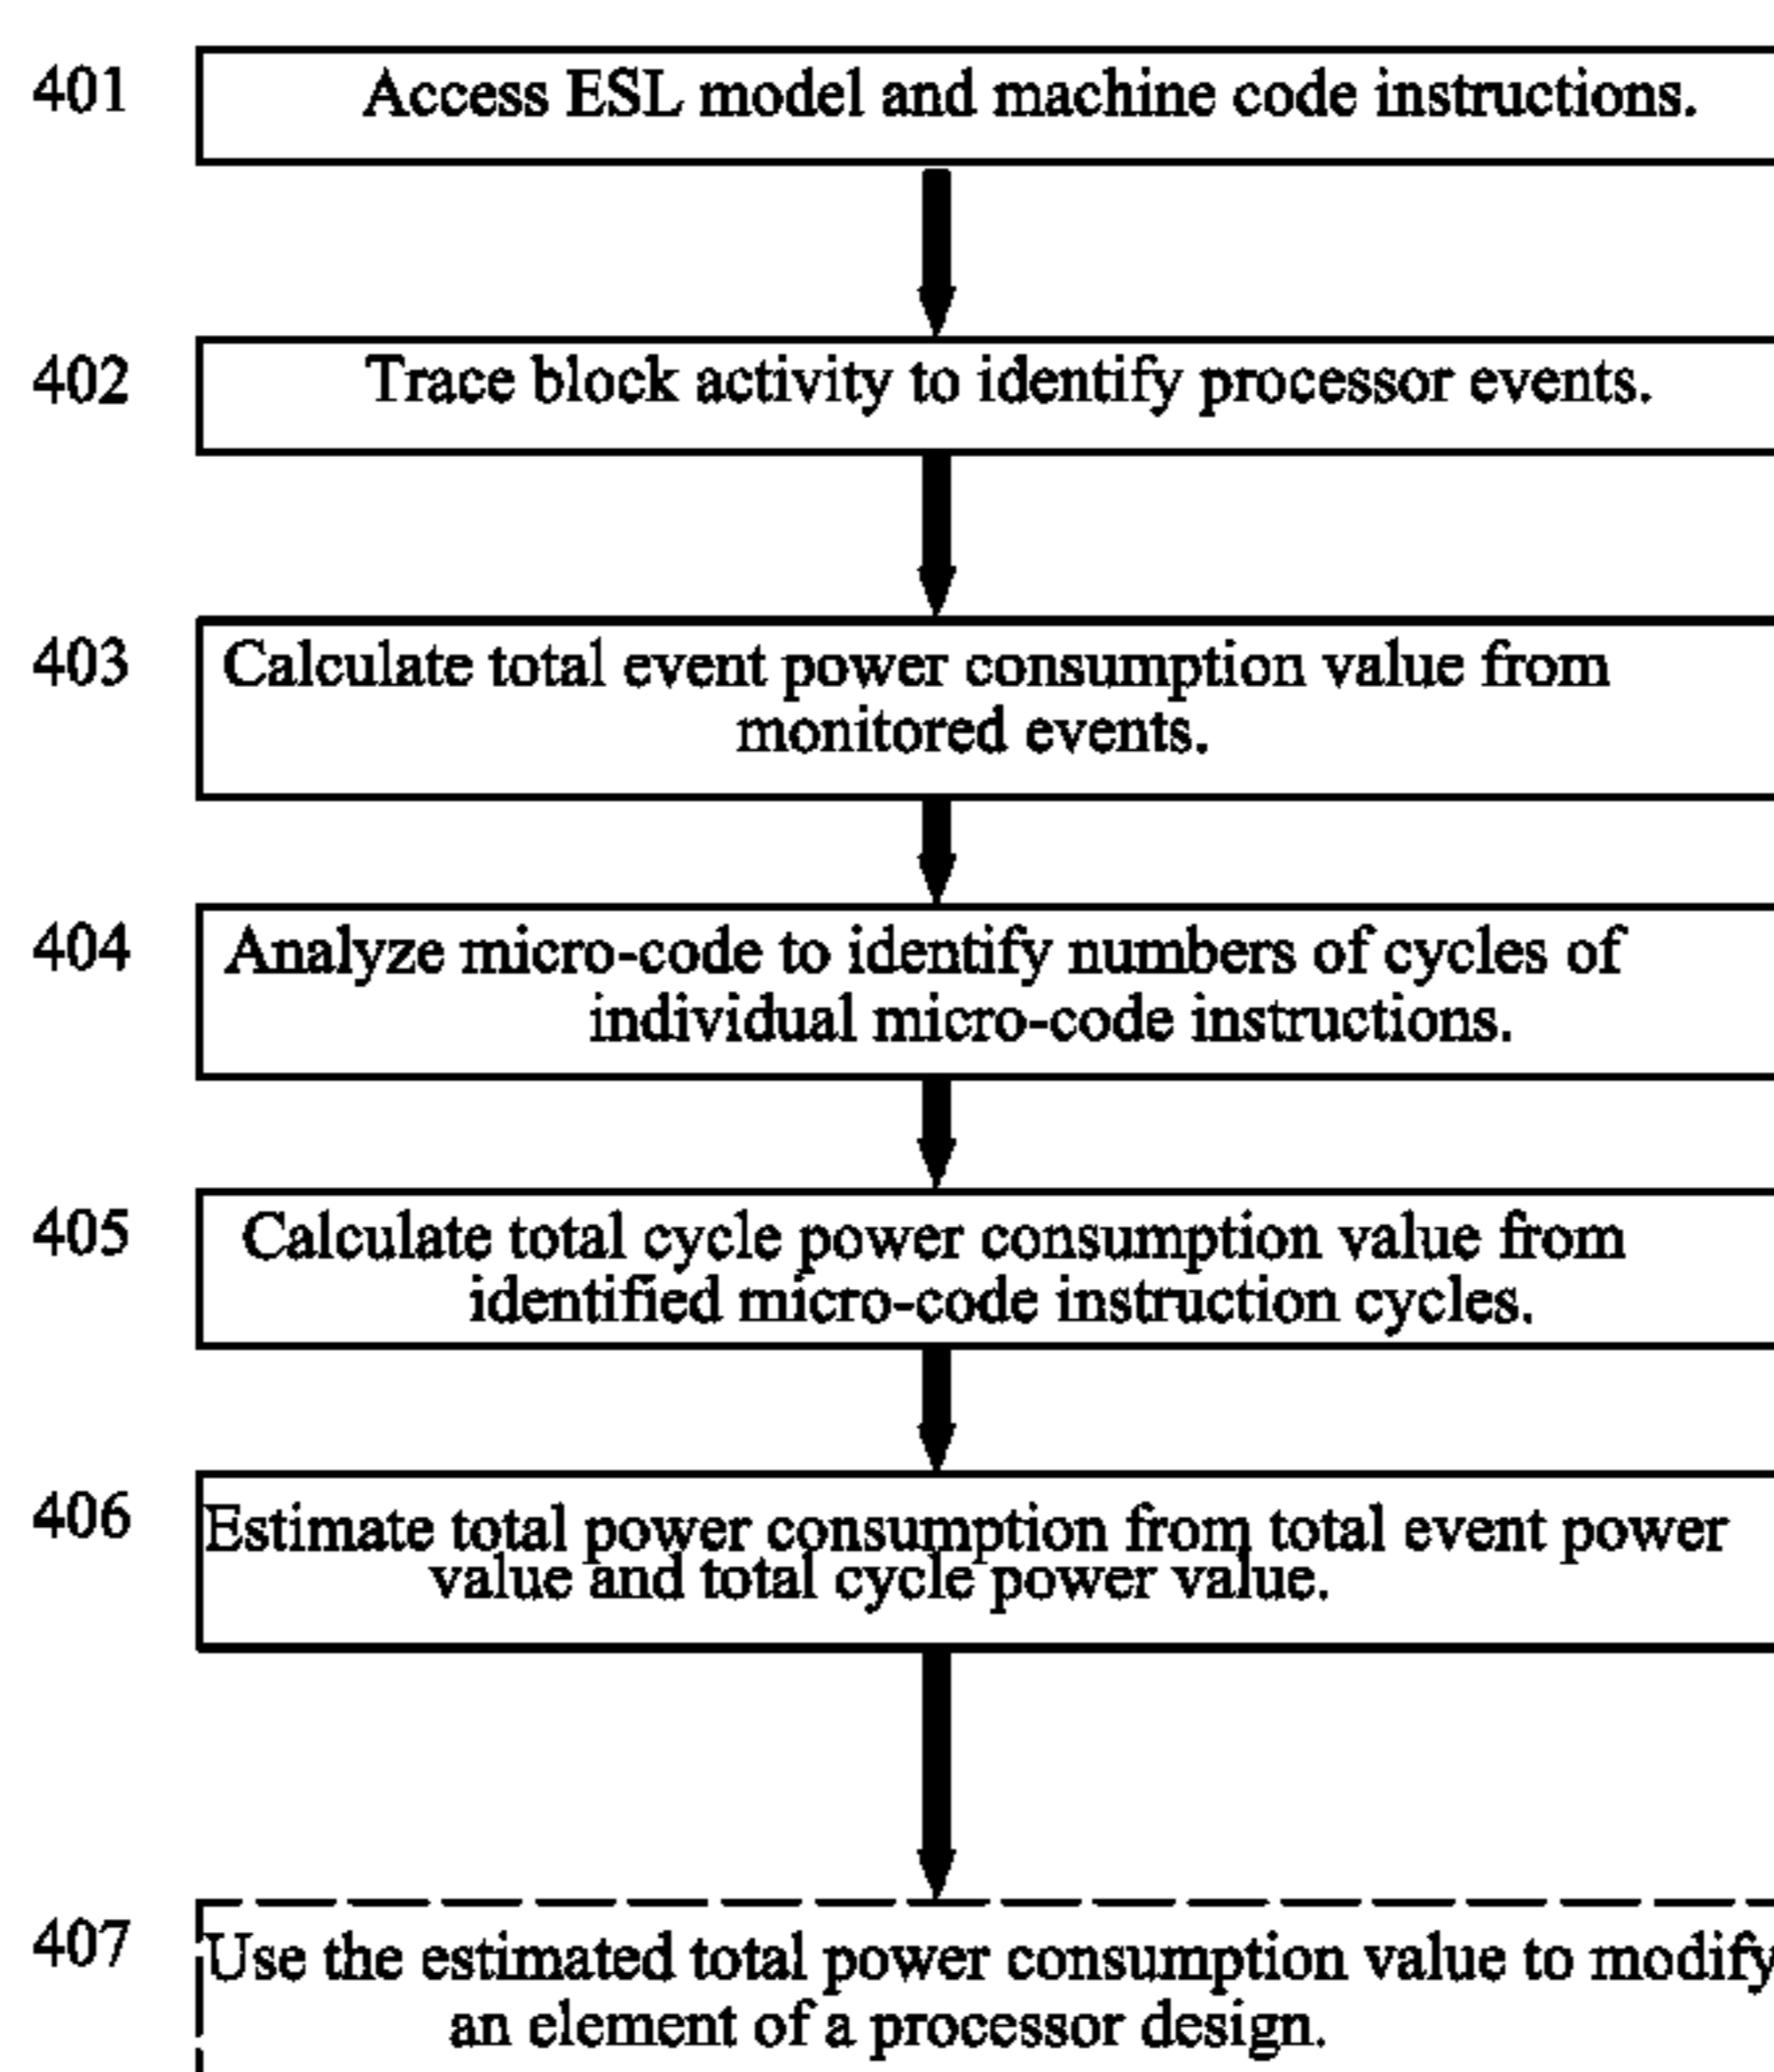 401 Access ESL model and machine code instructions.
402 Trace block activity to identify processor events.
403 Calculate total event power consumption value from
monitored events.
404 Analyze micro-code to identify numbers of cycles of
individual micro-code instructions.
405 Calculate total cycle power consumption value from
identified micro-code instruction cycles.
406 Estimate total power consumption from total event power
value and total cycle power value.
407 Use the estimated total power consumption value to modify
an element of a processor design.